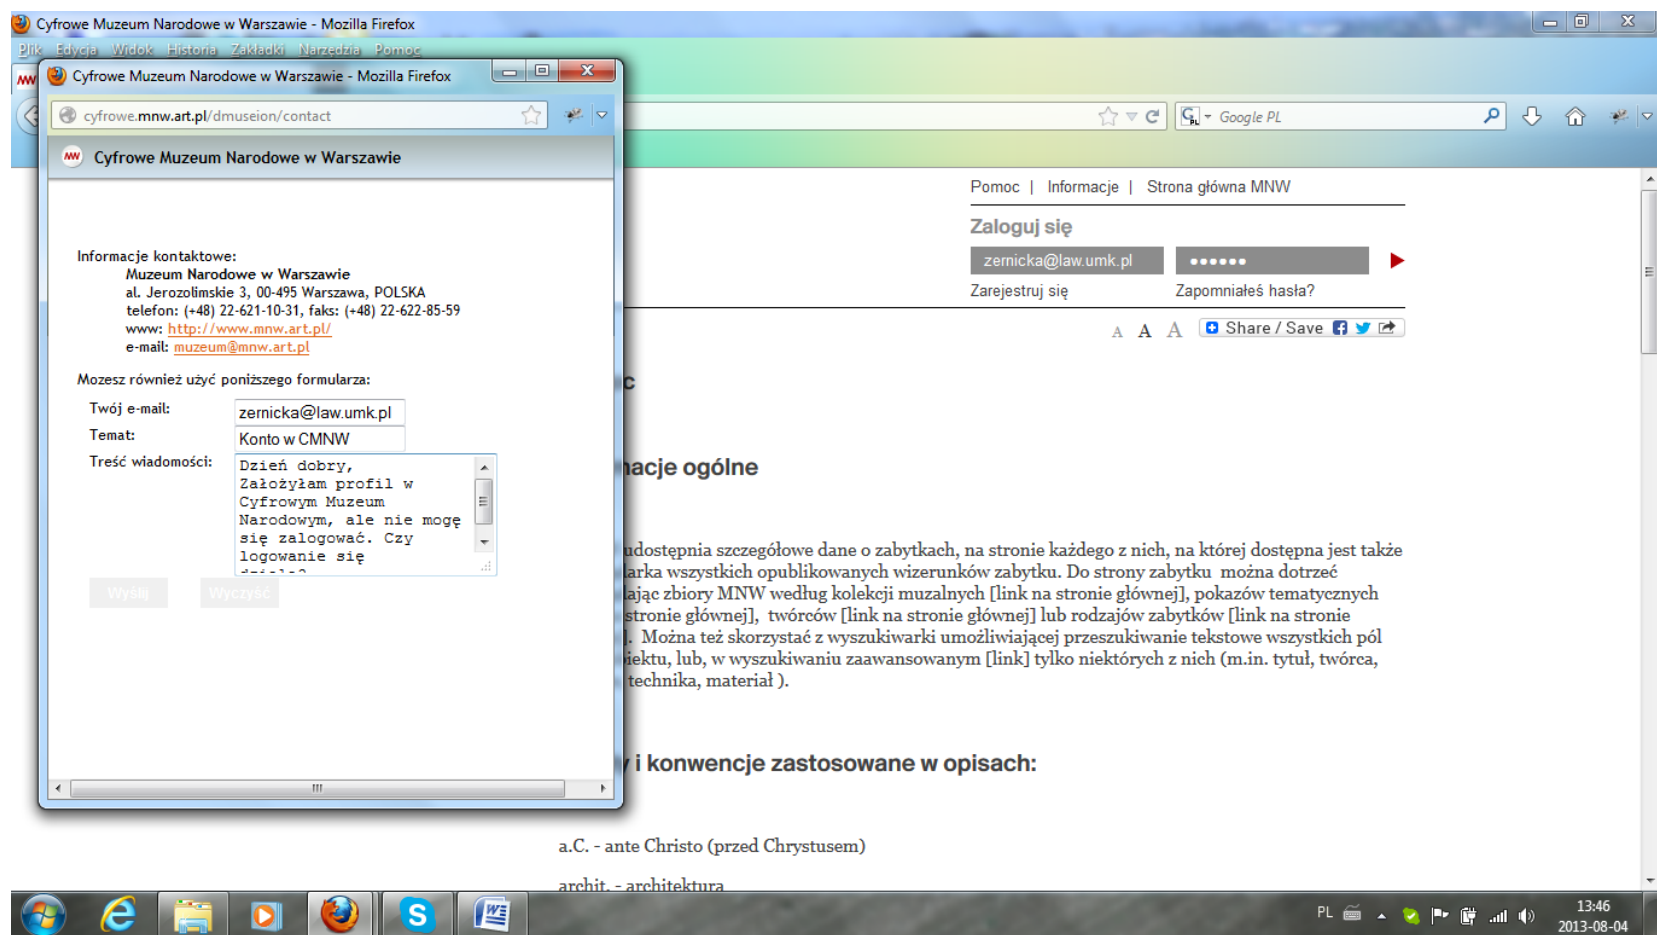 Cyfrowe Muzeum Narodowe w Warszawie - Mozilla Firefox
Plik Edycja Widok Historia Zakładki Narzędzia Pomoc
Cyfrowe Muzeum Narodowe w Warszawie - Mozilla Firefox
cyfrowe.mnw.art.pl/dmuseion/contact
Google PL
Cyfrowe Muzeum Narodowe w Warszawie
Informacje kontaktowe:
Muzeum Narodowe w Warszawie
al. Jerozolimskie 3, 00-495 Warszawa, POLSKA
telefon: (+48) 22-621-10-31, faks: (+48) 22-622-85-59
www: http://www.mnw.art.pl/
e-mail: muzeum@mnw.art.pl
Mozesz również użyć poniższego formularza:
Twój e-mail: zernicka@law.umk.pl
Temat: Konto w CMNW
Treść wiadomości: Dzień dobry,
Założyłam profil w
Cyfrowym Muzeum
Narodowym, ale nie mogę
się zalogować. Czy
logowanie się
Wyślij Wyczyść
Pomoc | Informacje | Strona główna MNW
Zaloguj się
zernicka@law.umk.pl ●●●●●●
Zarejestruj się Zapomniałeś hasła?
A A A Share / Save
c
nacje ogólne
udostępnia szczegółowe dane o zabytkach, na stronie każdego z nich, na której dostępna jest także
larka wszystkich opublikowanych wizerunków zabytku. Do strony zabytku można dotrzeć
lając zbiory MNW według kolekcji muzalnych [link na stronie głównej], pokazów tematycznych
stronie głównej], twórców [link na stronie głównej] lub rodzajów zabytków [link na stronie
]. Można też skorzystać z wyszukiwarki umożliwiającej przeszukiwanie tekstowe wszystkich pól
iektu, lub, w wyszukiwaniu zaawansowanym [link] tylko niektórych z nich (m.in. tytuł, twórca,
technika, materiał ).
y i konwencje zastosowane w opisach:
a.C. - ante Christo (przed Chrystusem)
archit. - architektura
PL
13:46
2013-08-04